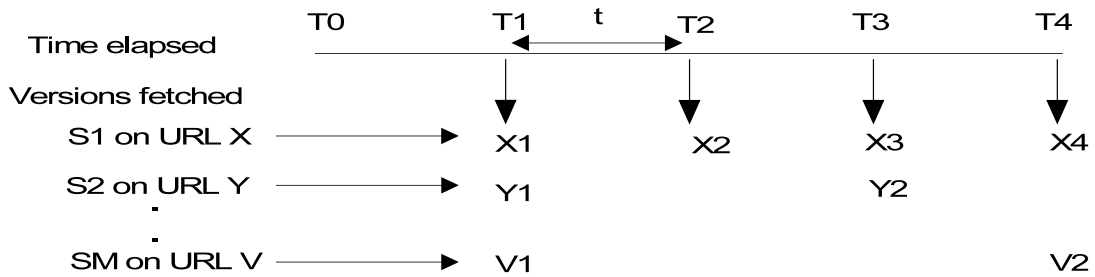 T0 T1 t T2 T3 T4
Time elapsed
Versions fetched
S1 on URL X X1 X2 X3 X4
S2 on URL Y Y1 Y2
SM on URL V V1 V2